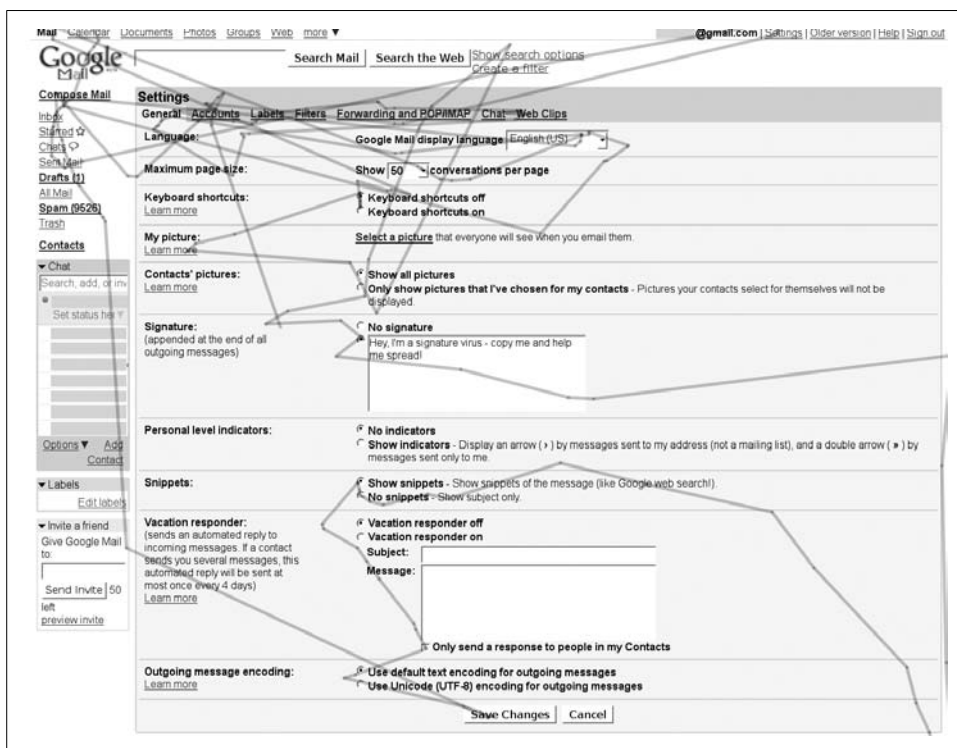 Mail Calendar Documents Photos Groups Web more ▼
@gmail.com | Settings | Older version | Help | Sign out
Google
Mail
Search Mail Search the Web Show search options
Create a filter
Compose Mail
Inbox
Starred ☆
Chats
Sent Mail
Drafts (1)
All Mail
Spam (9526)
Trash
Contacts
▼ Chat
Search, add, or inv
Set status her ▼
Options ▼ Add
Contact
▼ Labels
Edit labels
▼ Invite a friend
Give Google Mail
to:
Send Invite 50
left
preview invite
Settings
General Accounts Labels Filters Forwarding and POP/IMAP Chat Web Clips
Language: Google Mail display language English (US)
Maximum page size: Show 50 conversations per page
Keyboard shortcuts: Keyboard shortcuts off
Learn more Keyboard shortcuts on
My picture: Select a picture that everyone will see when you email them.
Learn more
Contacts' pictures: Show all pictures
Learn more Only show pictures that I've chosen for my contacts - Pictures your contacts select for themselves will not be
displayed.
Signature: No signature
(appended at the end of all
outgoing messages)
Hey, I'm a signature virus - copy me and help
me spread!
Personal level indicators: No indicators
Show indicators - Display an arrow ( › ) by messages sent to my address (not a mailing list), and a double arrow ( » ) by
messages sent only to me.
Snippets: Show snippets - Show snippets of the message (like Google web search!).
No snippets - Show subject only.
Vacation responder: Vacation responder off
(sends an automated reply to Vacation responder on
incoming messages. If a contact
sends you several messages, this
automated reply will be sent at
most once every 4 days)
Learn more
Subject:
Message:
Only send a response to people in my Contacts
Outgoing message encoding: Use default text encoding for outgoing messages
Learn more Use Unicode (UTF-8) encoding for outgoing messages
Save Changes Cancel